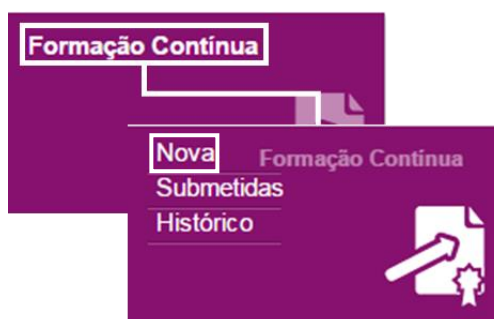 Formação Contínua
Nova
Formação Contínua
Submetidas
Histórico